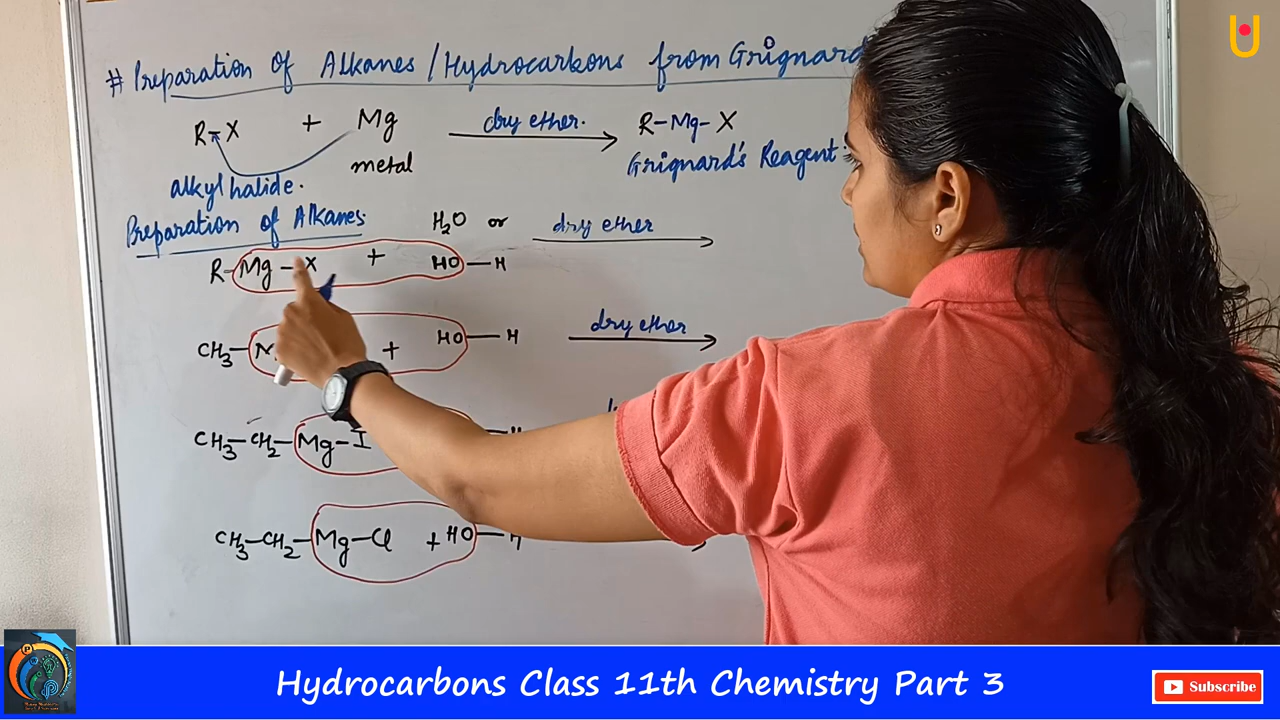 # Preparation of Alkanes/Hydrocarbons from Grignard
R-X + Mg dry ether. R-Mg-X
alkyl halide. metal Grignard's Reagent:
Preparation of Alkanes: H2O or dry ether
R-Mg-X + HO-H
CH3- + HO-H dry ether
CH3-CH2-Mg-I
CH3-CH2-Mg-Cl + HO-H
Hydrocarbons Class 11th Chemistry Part 3
Subscribe